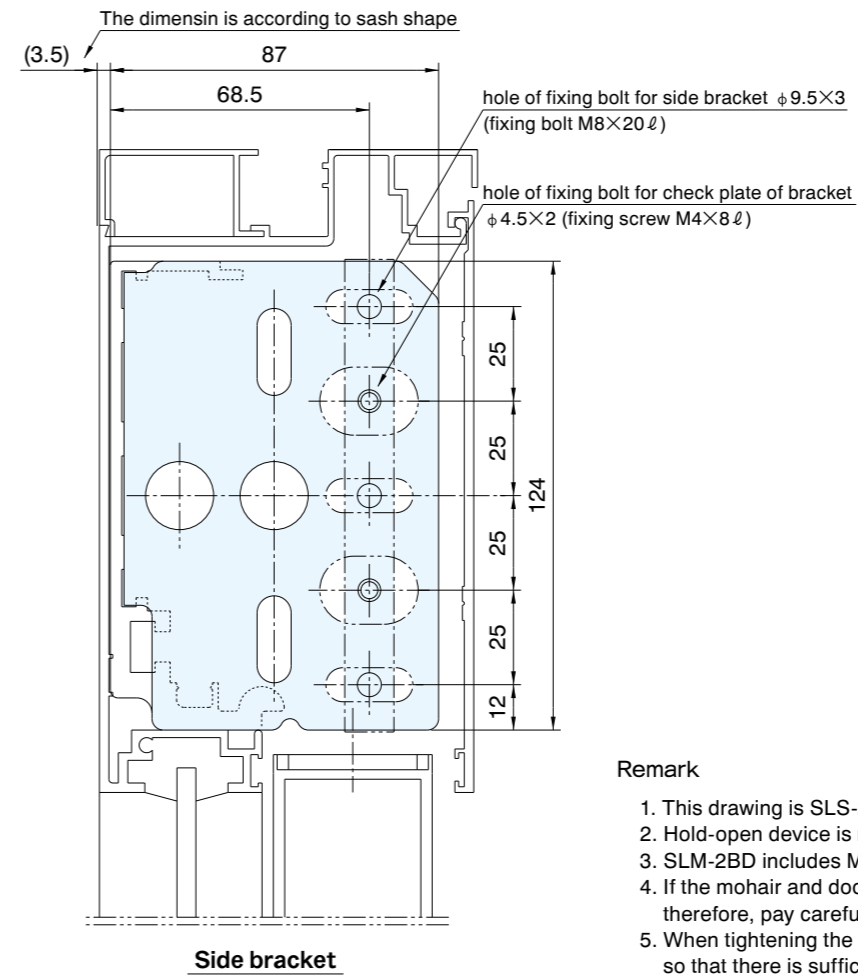 The dimensin is according to sash shape
(3.5)
87
68.5
hole of fixing bolt for side bracket φ9.5×3
(fixing bolt M8×20ℓ)
hole of fixing bolt for check plate of bracket
φ4.5×2 (fixing screw M4×8ℓ)
25
25
124
25
25
12
Remark
1. This drawing is SLS-
2. Hold-open device is
3. SLM-2BD includes M
4. If the mohair and doo
therefore, pay carefu
5. When tightening the
so that there is suffic
Side bracket